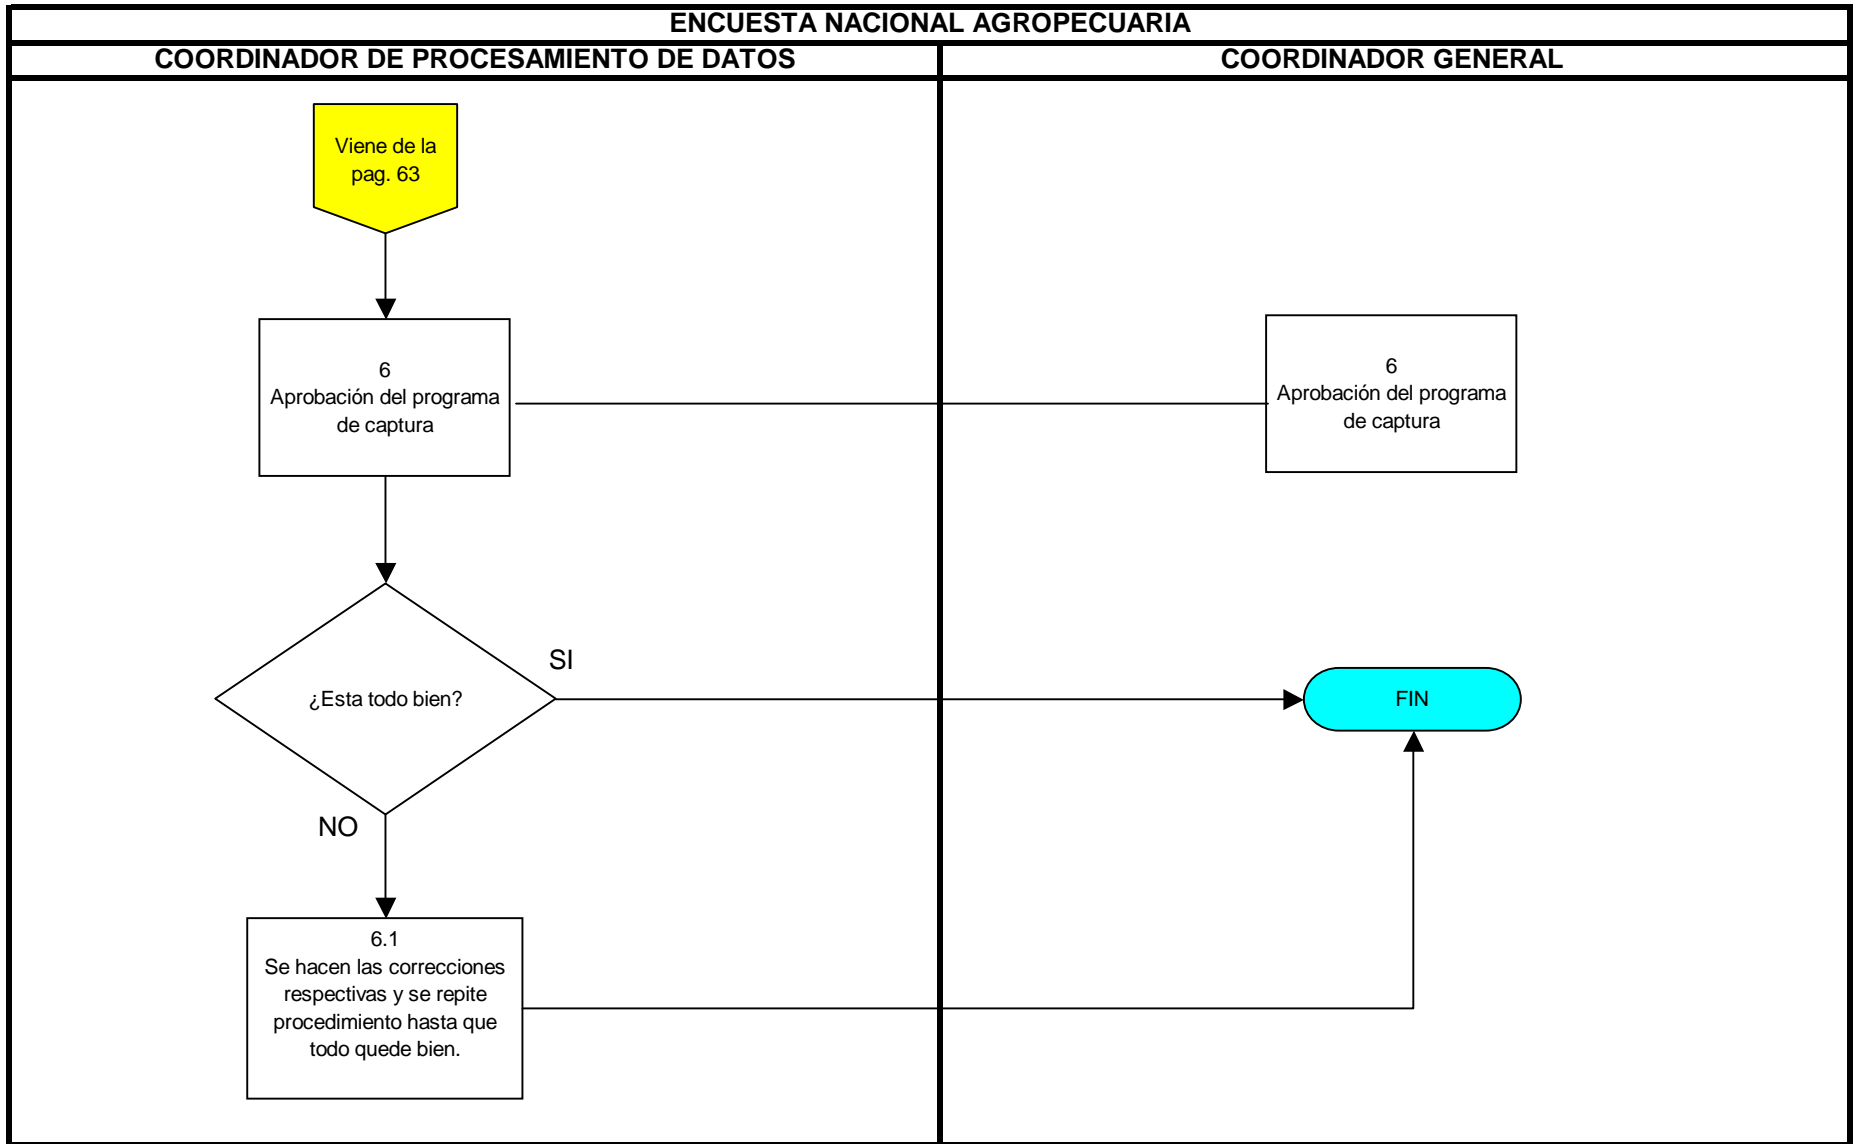 ENCUESTA NACIONAL AGROPECUARIA
COORDINADOR DE PROCESAMIENTO DE DATOS
COORDINADOR GENERAL
Viene de la
pag. 63
6
Aprobación del programa
de captura
6
Aprobación del programa
de captura
SI
¿Esta todo bien?
FIN
NO
6.1
Se hacen las correcciones
respectivas y se repite
procedimiento hasta que
todo quede bien.